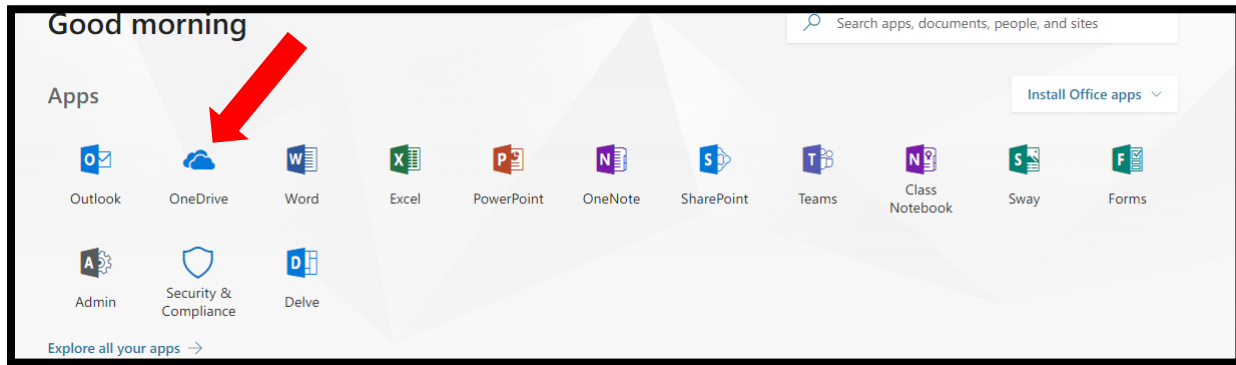 Good morning
Search apps, documents, people, and sites
Apps
Install Office apps
Outlook
OneDrive
Word
Excel
PowerPoint
OneNote
SharePoint
Teams
Class
Notebook
Sway
Forms
Admin
Security &
Compliance
Delve
Explore all your apps →